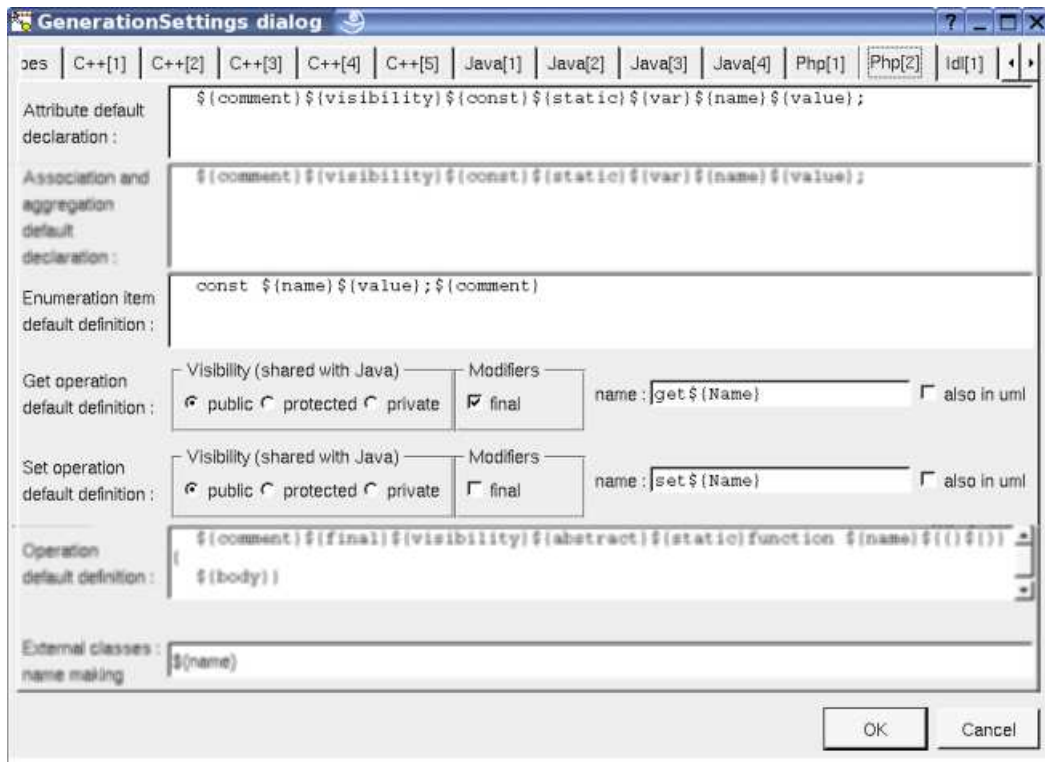 GenerationSettings dialog
? _ □ X
pes C++[1] C++[2] C++[3] C++[4] C++[5] Java[1] Java[2] Java[3] Java[4] Php[1] Php[2] Idl[1]
Attribute default
declaration :
${comment}${visibility}${const}${static}${var}${name}${value};
Association and
aggregation
default
declaration :
${comment}${visibility}${const}${static}${var}${name}${value};
Enumeration item
default definition :
const ${name}${value};${comment}
Get operation
default definition :
Visibility (shared with Java)
public protected private
Modifiers
final
name : get${Name}
also in uml
Set operation
default definition :
Visibility (shared with Java)
public protected private
Modifiers
final
name : set${Name}
also in uml
Operation
default definition :
${comment}${final}${visibility}${abstract}${static}function ${name}${(}${)}
{
${body}}
External classes :
name making
${name}
OK Cancel